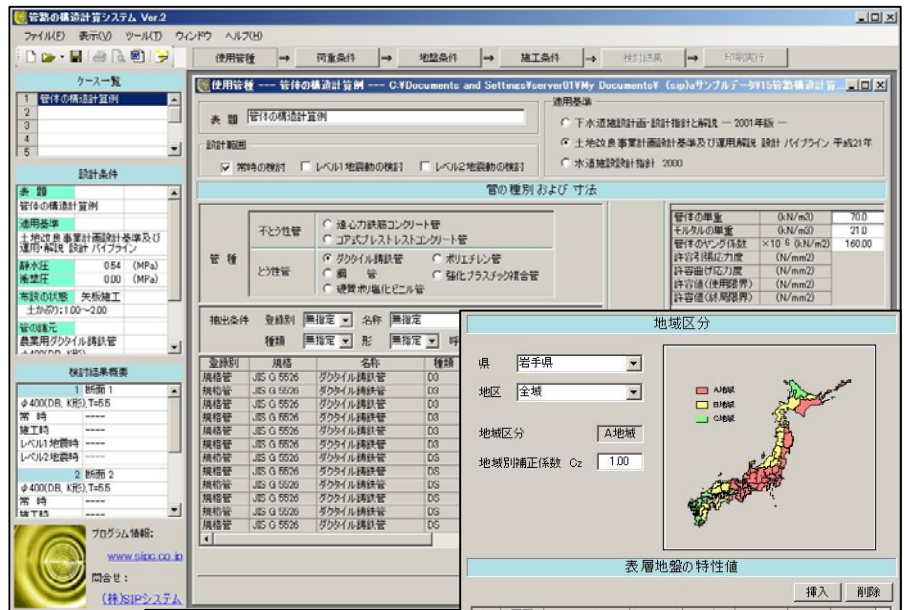 管路の構造計算システム Ver.2
ファイル(F) 表示(V) ツール(T) ウィンドウ ヘルプ(H)
使用管種 ⇒ 荷重条件 ⇒ 地盤条件 ⇒ 施工条件 ⇒ 検討結果 ⇒ 印刷実行
ケース一覧
1 管体の構造計算例
2
3
4
5
設計条件
表 題
管体の構造計算例
適用基準
土地改良事業計画設計基準及び
運用・解説 設計 パイプライン
静水圧 0.54 (MPa)
衝撃圧 0.00 (MPa)
布設の状態 矢板施工
土かぶり:1.00~2.00
管の諸元
農業用ダクタイル鋳鉄管
検討結果概要
1 断面 1
φ400(DB, K形),T=5.5
常 時 ----
施工時 ----
レベル1地震時 ----
レベル2地震時 ----
2 断面 2
φ400(DB, K形),T=5.5
常 時 ----
施工時 ----
プログラム情報:
www.sipc.co.jp
問合せ:
(株)SIPシステム
使用管種 --- 管体の構造計算例 --- C:¥Documents and Settings¥server01¥My Documents¥ (sip)aサンプルデータ¥15管路構造計算
表 題 管体の構造計算例
設計範囲
常時の検討 レベル1地震動の検討 レベル2地震動の検討
適用基準
下水道施設計画・設計指針と解説 ― 2001年版 ―
土地改良事業計画設計基準及び運用解説 設計 パイプライン 平成21年
水道施設設計指針 2000
管の種別 および 寸法
管 種
不とう性管
遠心力鉄筋コンクリート管
コア式プレストレストコンクリート管
とう性管
ダクタイル鋳鉄管 ポリエチレン管
鋼 管 強化プラスチック複合管
硬質ポリ塩化ビニル管
管体の単重 (kN/m3) 70.0
モルタルの単重 (kN/m3) 21.0
管体のヤング係数 ×10 6 (kN/m2) 160.00
許容引張応力度 (N/mm2)
許容曲げ応力度 (N/mm2)
許容値(使用限界) (N/mm2)
許容値(終局限界) (N/mm2)
抽出条件 登録別 無指定 名称 無指定
種類 無指定 形 無指定 呼
登録別 規格 名称 種類
規格管 JIS G 5526 ダクタイル鋳鉄管 D3
規格管 JIS G 5526 ダクタイル鋳鉄管 D3
規格管 JIS G 5526 ダクタイル鋳鉄管 D3
規格管 JIS G 5526 ダクタイル鋳鉄管 D3
規格管 JIS G 5526 ダクタイル鋳鉄管 D3
規格管 JIS G 5526 ダクタイル鋳鉄管 D3
規格管 JIS G 5526 ダクタイル鋳鉄管 D3
規格管 JIS G 5526 ダクタイル鋳鉄管 D3
規格管 JIS G 5526 ダクタイル鋳鉄管 DS
規格管 JIS G 5526 ダクタイル鋳鉄管 DS
規格管 JIS G 5526 ダクタイル鋳鉄管 DS
規格管 JIS G 5526 ダクタイル鋳鉄管 DS
規格管 JIS G 5526 ダクタイル鋳鉄管 DS
地域区分
県 岩手県
地区 全域
地域区分 A地域
地域別補正係数 Cz 1.00
A地域
B地域
C地域
表層地盤の特性値
挿入 削除